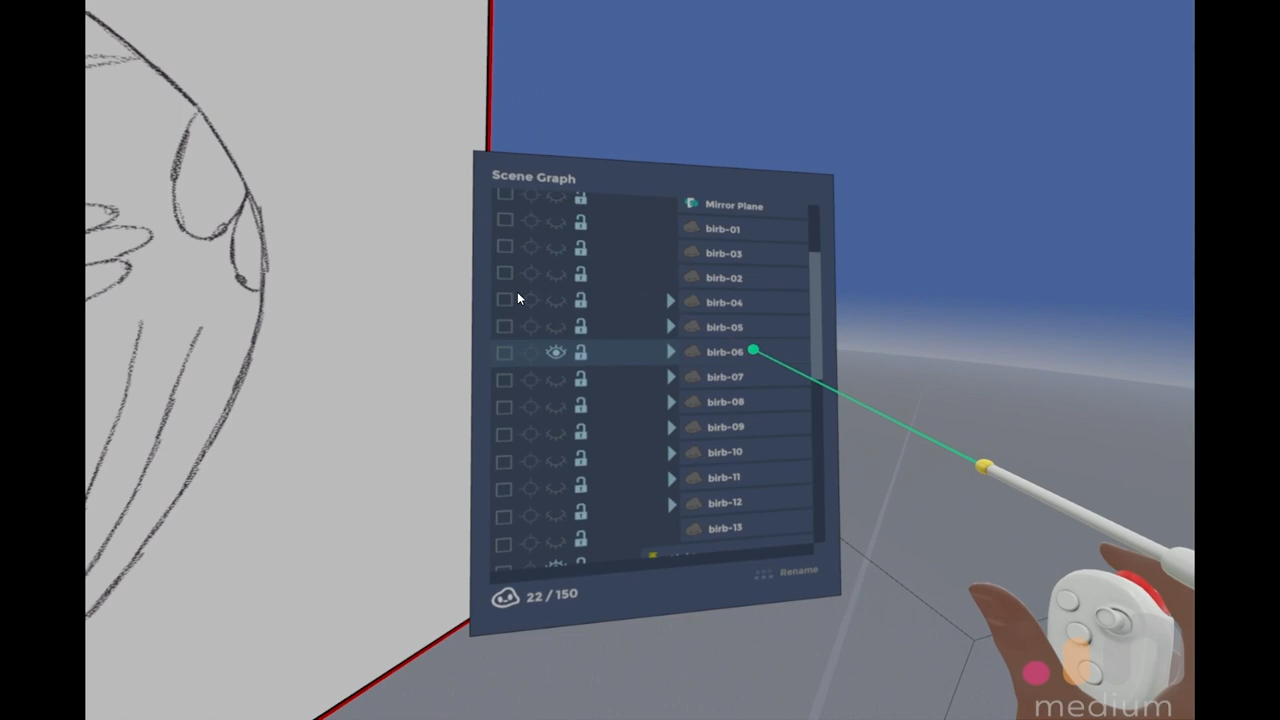 Scene Graph
Mirror Plane
birb-01
birb-03
birb-02
birb-04
birb-05
birb-06
birb-07
birb-08
birb-09
birb-10
birb-11
birb-12
birb-13
Rename
22 / 150
medium